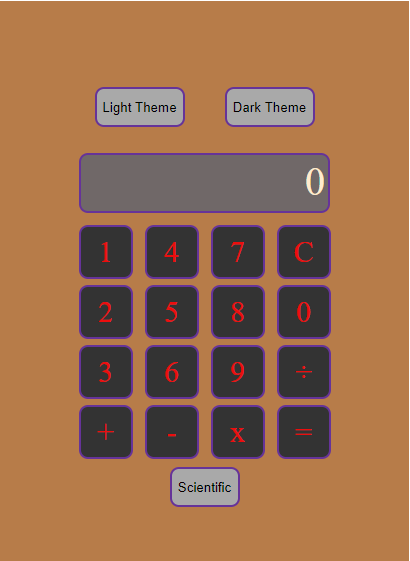 Light Theme Dark Theme
0
1 4 7 C
2 5 8 0
3 6 9 ÷
+ - x =
Scientific